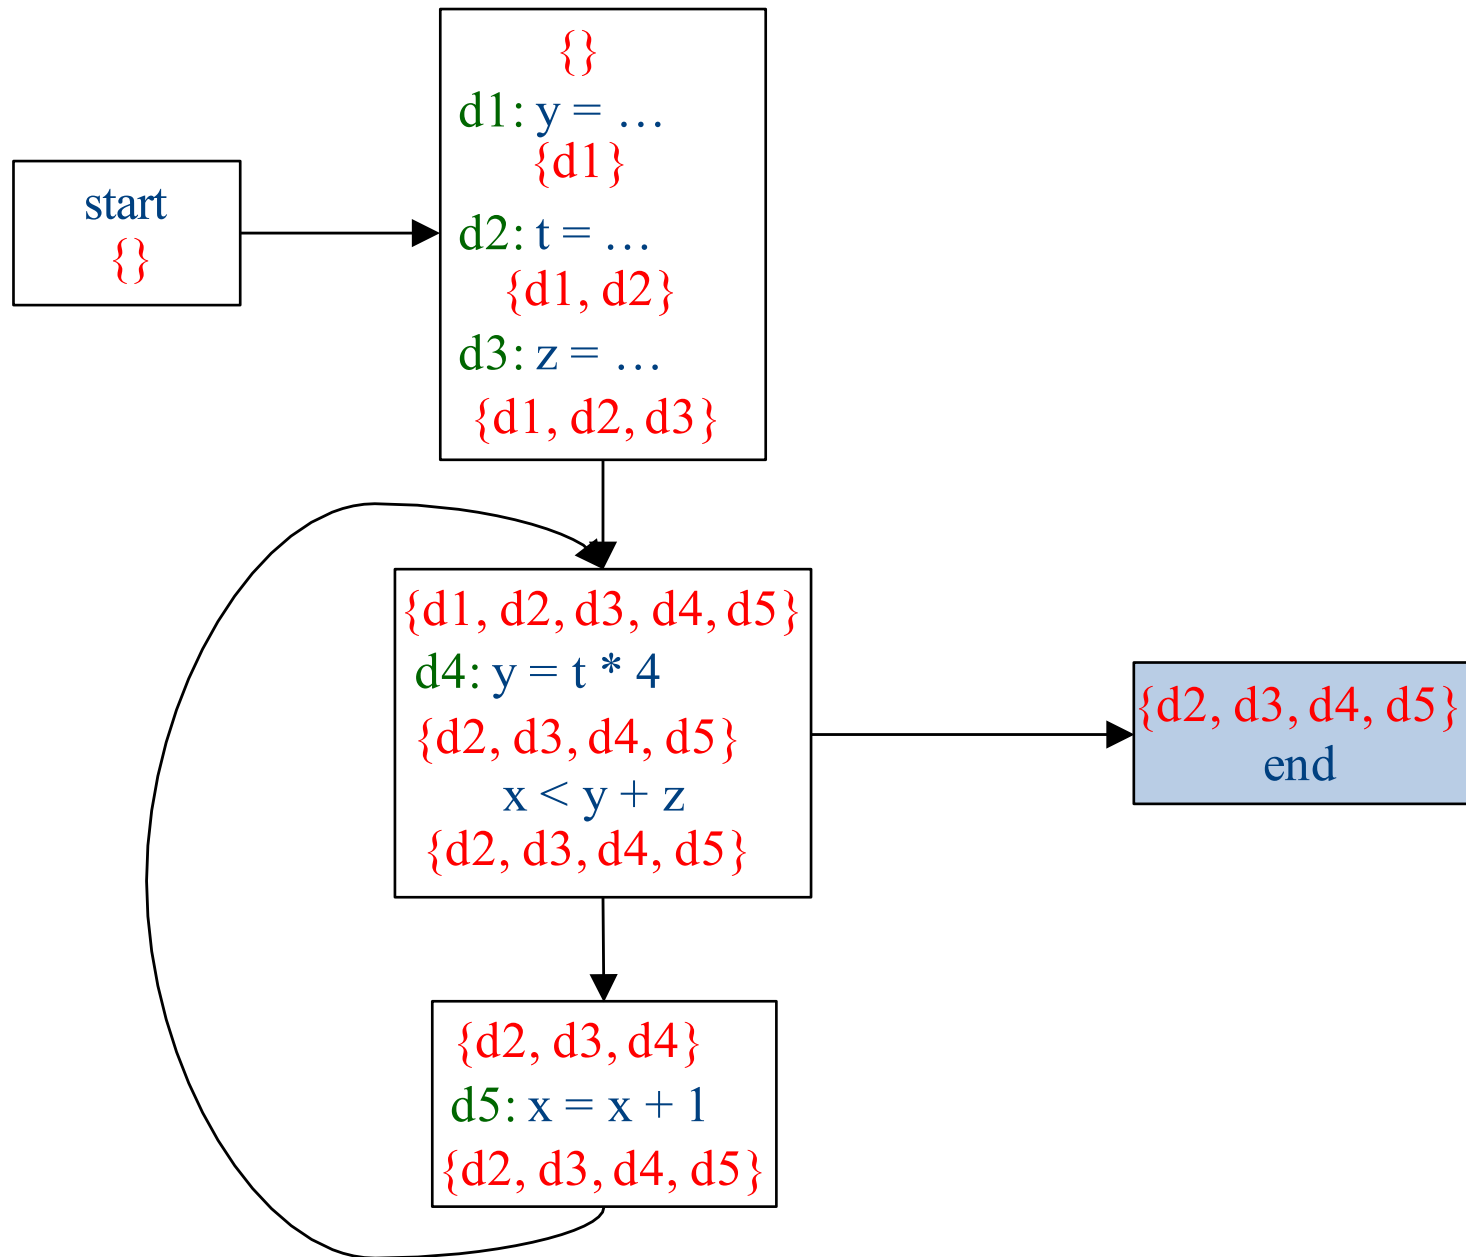 start
{}
{}
d1: y = …
{d1}
d2: t = …
{d1, d2}
d3: z = …
{d1, d2, d3}
{d1, d2, d3, d4, d5}
d4: y = t * 4
{d2, d3, d4, d5}
x < y + z
{d2, d3, d4, d5}
{d2, d3, d4, d5}
end
{d2, d3, d4}
d5: x = x + 1
{d2, d3, d4, d5}